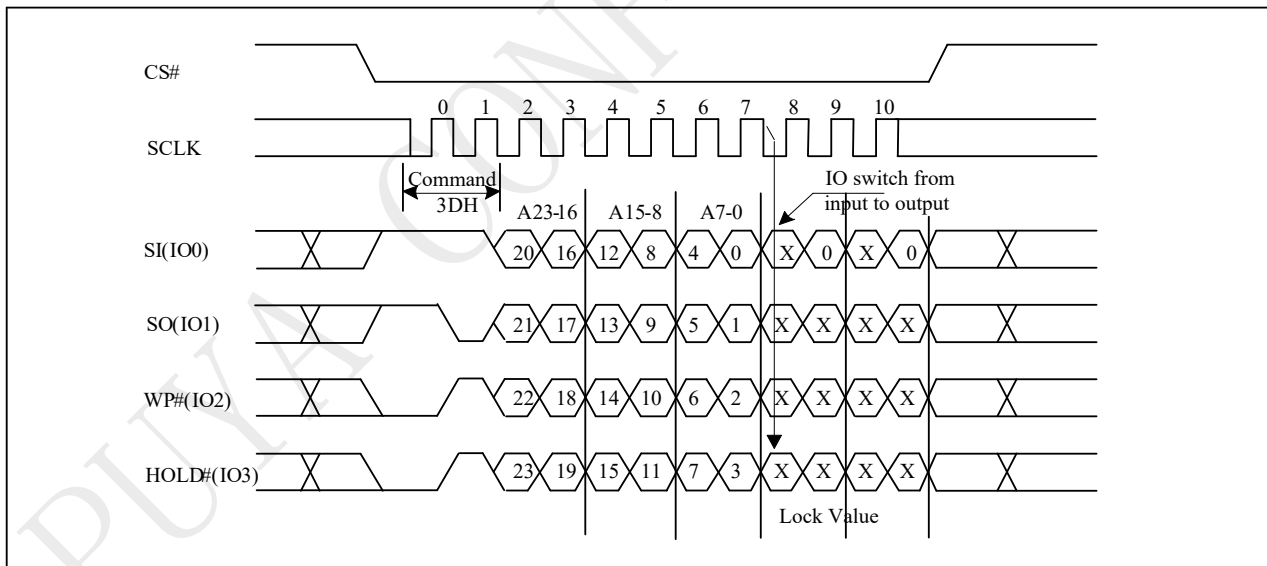 PUYA CONF
CS#
0 1 2 3 4 5 6 7 8 9 10
SCLK
Command
3DH
IO switch from
input to output
A23-16 A15-8 A7-0
SI(IO0) 20 16 12 8 4 0 X 0 X 0
SO(IO1) 21 17 13 9 5 1 X X X X
WP#(IO2) 22 18 14 10 6 2 X X X X
HOLD#(IO3) 23 19 15 11 7 3 X X X X
Lock Value